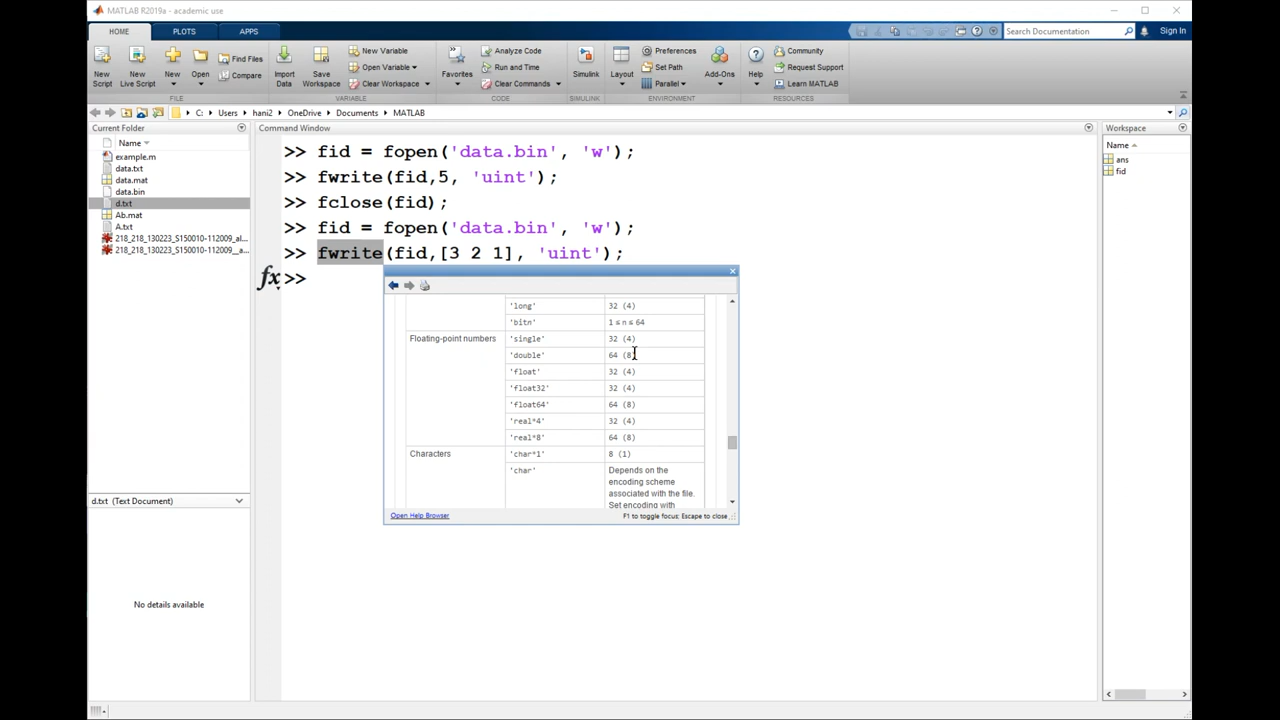 MATLAB R2019a - academic use
HOME PLOTS APPS
Search Documentation Sign In
New Script New Live Script New Open Find Files Compare
FILE
Import Data Save Workspace New Variable Open Variable Clear Workspace
VARIABLE
Favorites Analyze Code Run and Time Clear Commands
CODE
Simulink
SIMULINK
Layout Preferences Set Path Parallel Add-Ons
ENVIRONMENT
Help Community Request Support Learn MATLAB
RESOURCES
C: Users hani2 OneDrive Documents MATLAB
Current Folder
Name
example.m
data.txt
data.mat
data.bin
d.txt
Ab.mat
A.txt
218_218_130223_S150010-112009_al...
218_218_130223_S150010-112009__a...
d.txt (Text Document)
No details available
Command Window
>> fid = fopen('data.bin', 'w');
>> fwrite(fid,5, 'uint');
>> fclose(fid);
>> fid = fopen('data.bin', 'w');
>> fwrite(fid,[3 2 1], 'uint');
fx >>
'long' 32 (4)
'bitn' 1 ≤ n ≤ 64
Floating-point numbers 'single' 32 (4)
'double' 64 (8)
'float' 32 (4)
'float32' 32 (4)
'float64' 64 (8)
'real*4' 32 (4)
'real*8' 64 (8)
Characters 'char*1' 8 (1)
'char' Depends on the
encoding scheme
associated with the file.
Set encoding with
Open Help Browser F1 to toggle focus; Escape to close
Workspace
Name
ans
fid